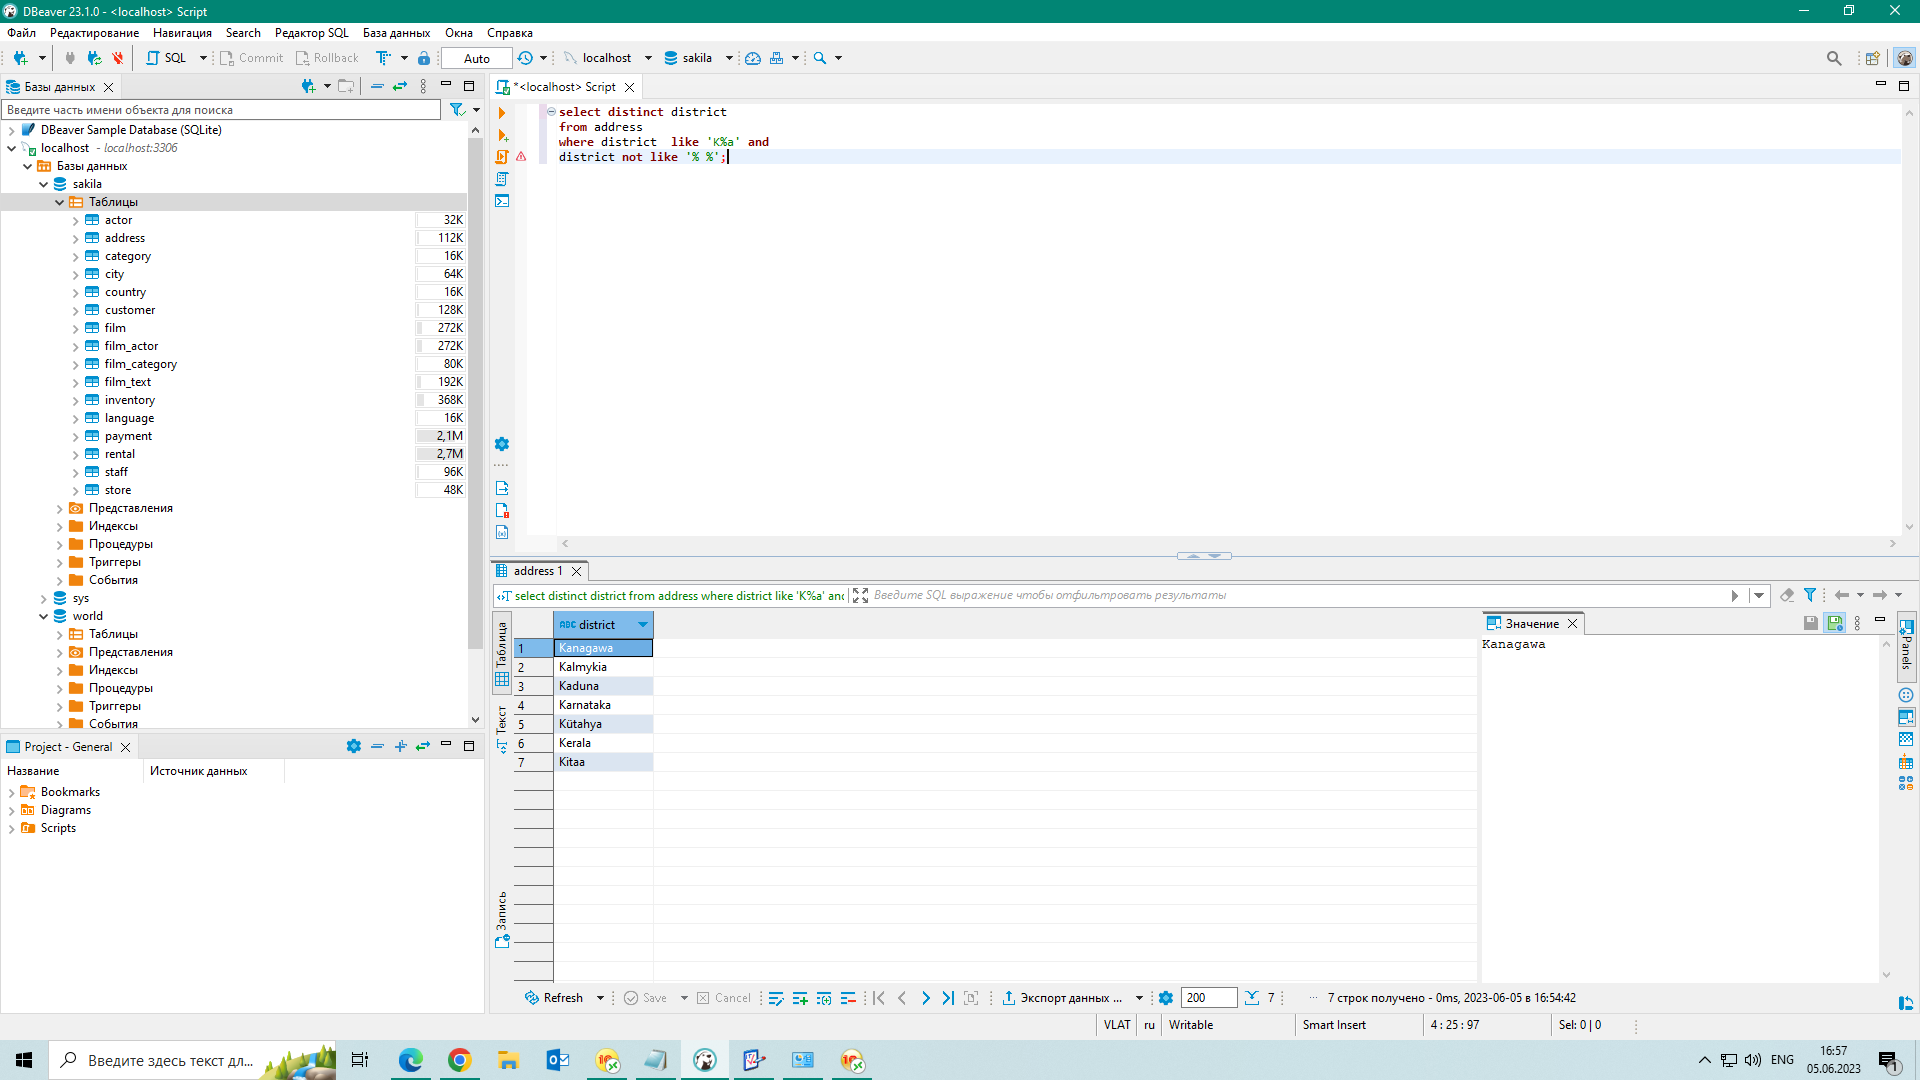 DBeaver 23.1.0 - <localhost> Script
Файл Редактирование Навигация Search Редактор SQL База данных Окна Справка
SQL Commit Rollback Auto localhost sakila
Базы данных
Введите часть имени объекта для поиска
DBeaver Sample Database (SQLite)
localhost - localhost:3306
Базы данных
sakila
Таблицы
actor 32K
address 112K
category 16K
city 64K
country 16K
customer 128K
film 272K
film_actor 272K
film_category 80K
film_text 192K
inventory 368K
language 16K
payment 2,1M
rental 2,7M
staff 96K
store 48K
Представления
Индексы
Процедуры
Триггеры
События
sys
world
Таблицы
Представления
Индексы
Процедуры
Триггеры
События
Project - General
Название Источник данных
Bookmarks
Diagrams
Scripts
*<localhost> Script
select distinct district
from address
where district  like 'K%a' and
district not like '% %';
address 1
select distinct district from address where district like 'K%a' and
Введите SQL выражение чтобы отфильтровать результаты
Таблица
Текст
Запись
ABC district
1 Kanagawa
2 Kalmykia
3 Kaduna
4 Karnataka
5 Kütahya
6 Kerala
7 Kitaa
Значение
Kanagawa
Panels
Refresh Save Cancel Экспорт данных ... 200 7 ... 7 строк получено - 0ms, 2023-06-05 в 16:54:42
VLAT ru Writable Smart Insert 4 : 25 : 97 Sel: 0 | 0
Введите здесь текст дл...
ENG
16:57
05.06.2023
1